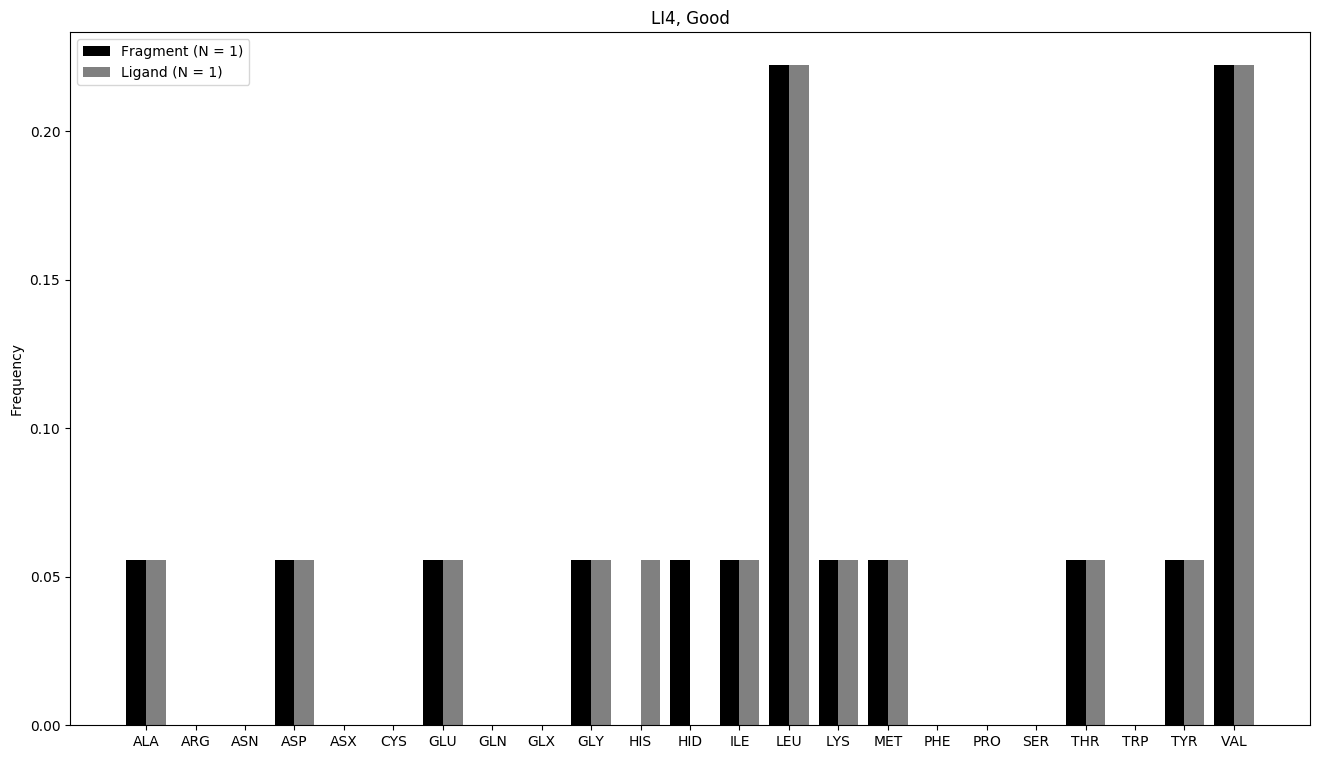 LI4, Good
Fragment (N = 1)
Ligand (N = 1)
Frequency
0.20
0.15
0.10
0.05
0.00
ALA ARG ASN ASP ASX CYS GLU GLN GLX GLY HIS HID ILE LEU LYS MET PHE PRO SER THR TRP TYR VAL